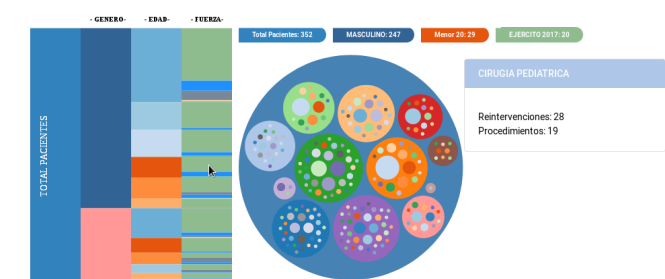 - GENERO-
- EDAD-
- FUERZA-
TOTAL PACIENTES
Total Pacientes: 352
MASCULINO: 247
Menor 20: 29
EJERCITO 2017: 20
CIRUGIA PEDIATRICA
Reintervenciones: 28
Procedimientos: 19